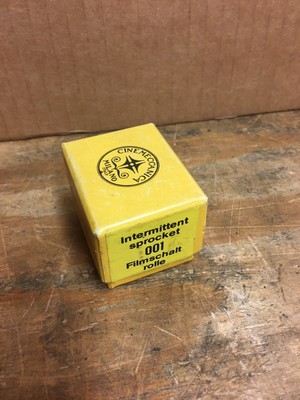 CINEMECCANICA
MILANO
Intermittent
sprocket
001
Filmschalt
rolle